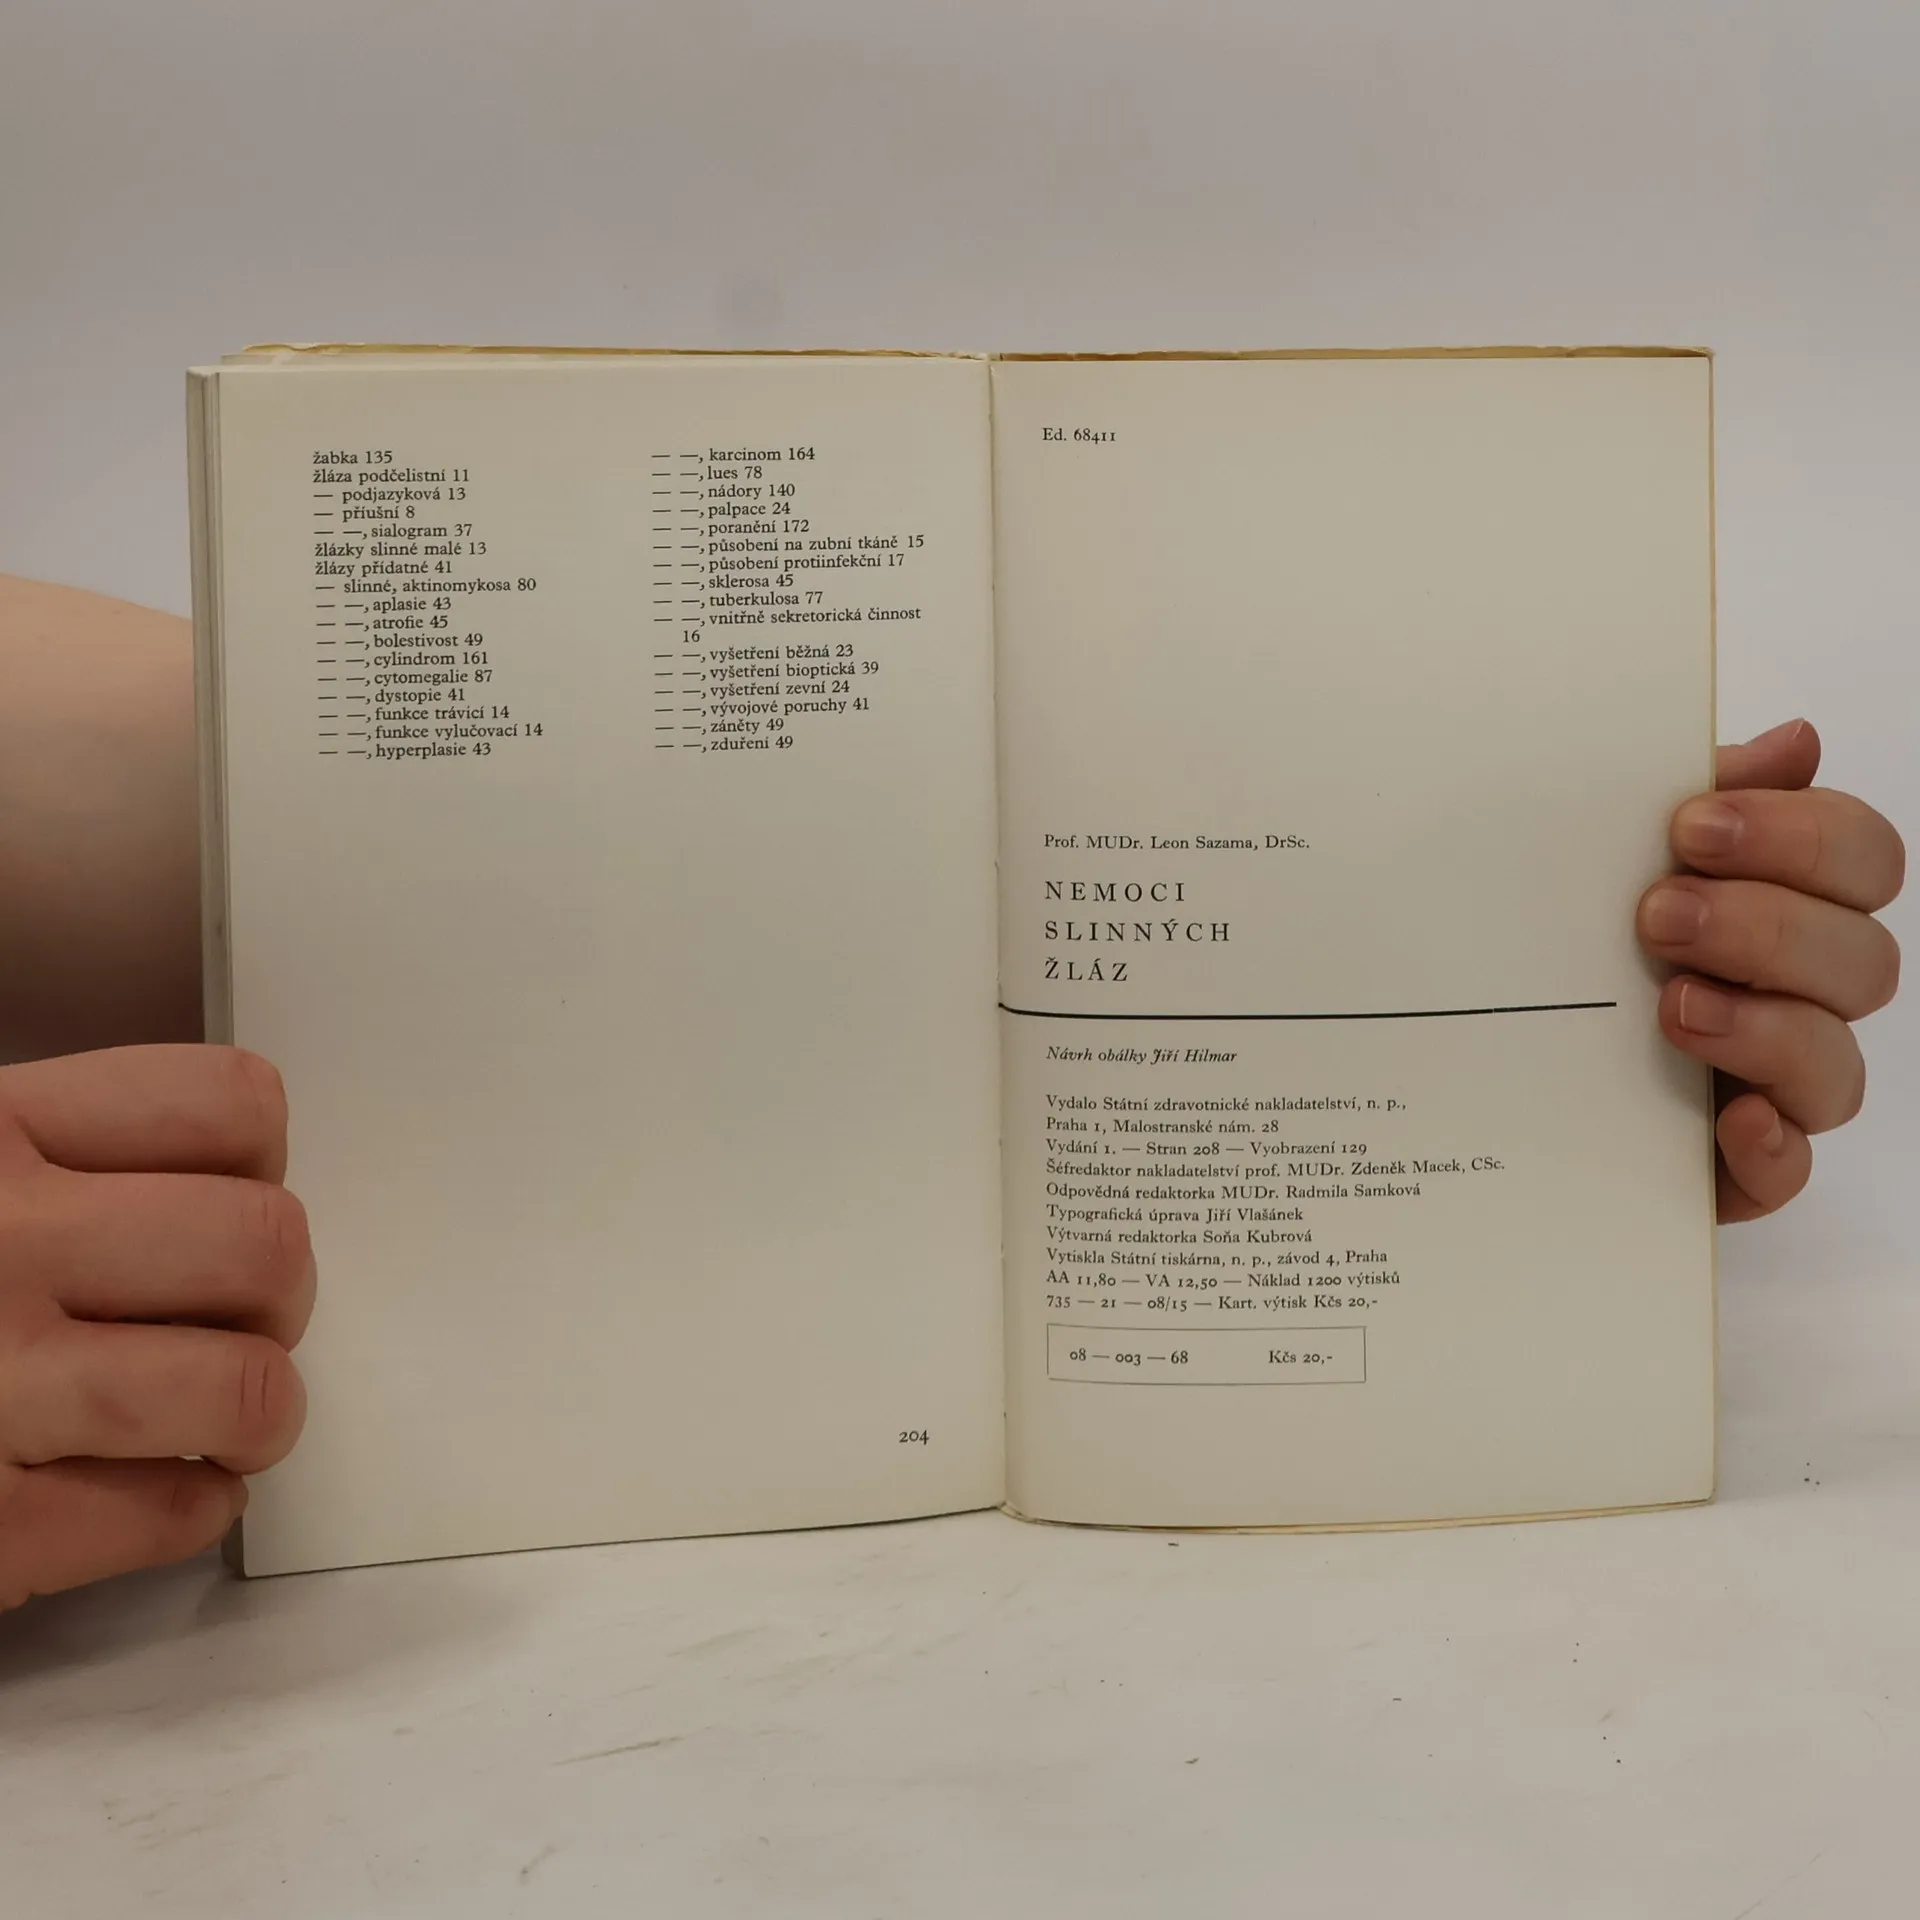 žabka 135
žláza podčelistní 11
— podjazyková 13
— příušní 8
— —, sialogram 37
žlázky slinné malé 13
žlázy přídatné 41
— slinné, aktinomykosa 80
— —, aplasie 43
— —, atrofie 45
— —, bolestivost 49
— —, cylindrom 161
— —, cytomegalie 87
— —, dystopie 41
— —, funkce trávicí 14
— —, funkce vylučovací 14
— —, hyperplasie 43
— —, karcinom 164
— —, lues 78
— —, nádory 140
— —, palpace 24
— —, poranění 172
— —, působení na zubní tkáně 15
— —, působení protiinfekční 17
— —, sklerosa 45
— —, tuberkulosa 77
— —, vnitřně sekretorická činnost
16
— —, vyšetření běžná 23
— —, vyšetření bioptická 39
— —, vyšetření zevní 24
— —, vývojové poruchy 41
— —, záněty 49
— —, zduření 49
204
Ed. 68411
Prof. MUDr. Leon Sazama, DrSc.
NEMOCI
SLINNÝCH
ŽLÁZ
Návrh obálky Jiří Hilmar
Vydalo Státní zdravotnické nakladatelství, n. p.,
Praha 1, Malostranské nám. 28
Vydání 1. — Stran 208 — Vyobrazení 129
Šéfredaktor nakladatelství prof. MUDr. Zdeněk Macek, CSc.
Odpovědná redaktorka MUDr. Radmila Samková
Typografická úprava Jiří Vlašánek
Výtvarná redaktorka Soňa Kubrová
Vytiskla Státní tiskárna, n. p., závod 4, Praha
AA 11,80 — VA 12,50 — Náklad 1200 výtisků
735 — 21 — 08/15 — Kart. výtisk Kčs 20,-
08 — 003 — 68 Kčs 20,-